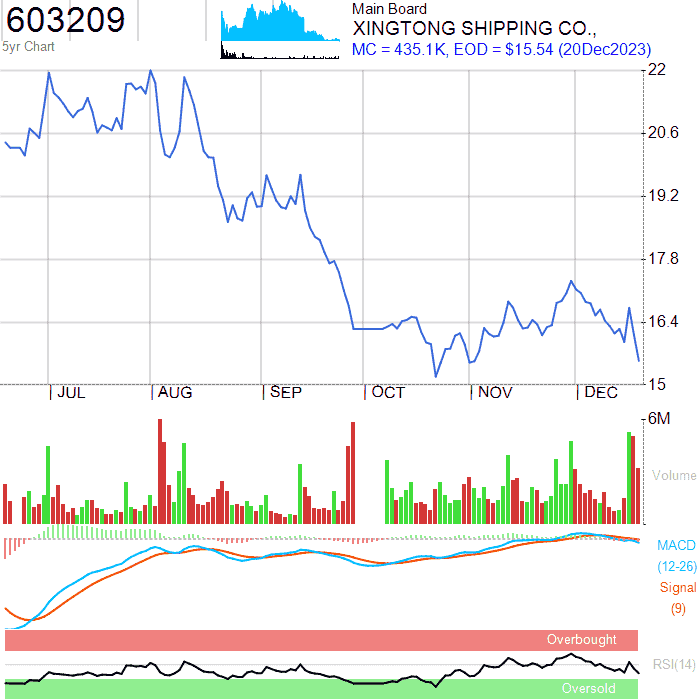 603209
5yr Chart
Main Board
XINGTONG SHIPPING CO.,
MC = 435.1K, EOD = $15.54 (20Dec2023)
22
20.6
19.2
17.8
16.4
15
JUL
AUG
SEP
OCT
NOV
DEC
6M
Volume
MACD
(12-26)
Signal
(9)
Overbought
RSI(14)
Oversold